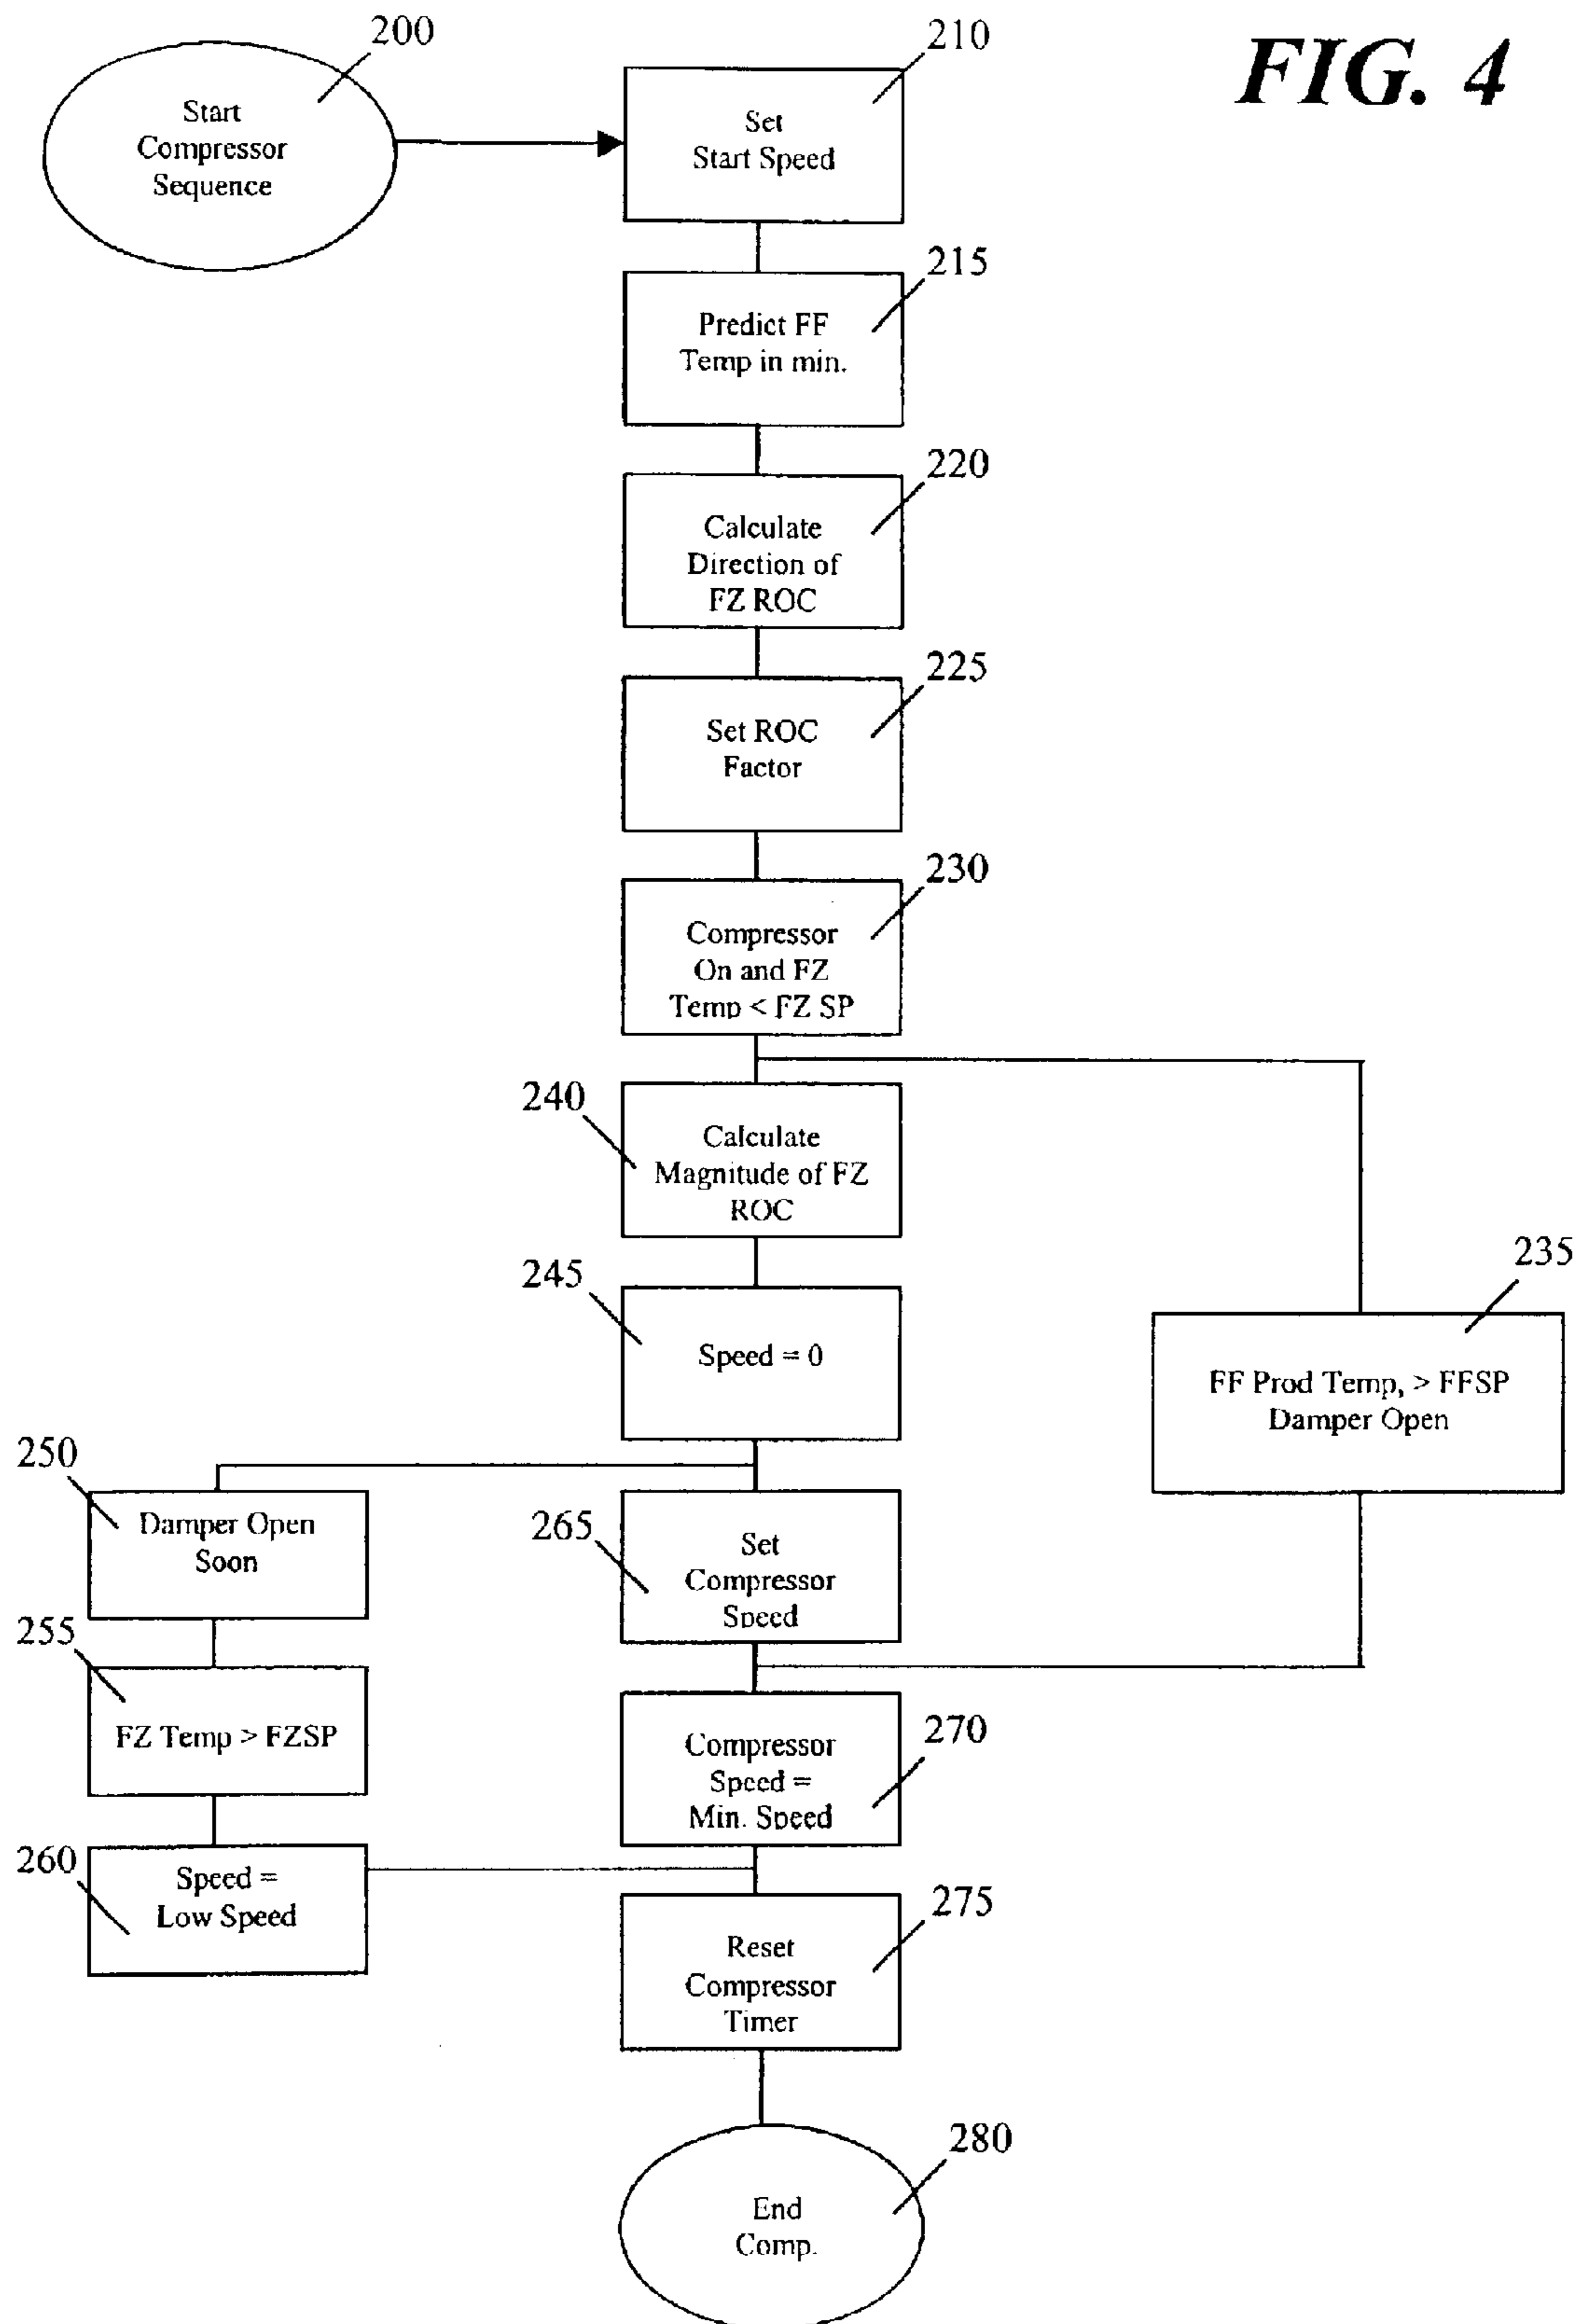 FIG. 4
200
Start
Compressor
Sequence
210
Set
Start Speed
215
Predict FF
Temp in min.
220
Calculate
Direction of
FZ ROC
225
Set ROC
Factor
230
Compressor
On and FZ
Temp < FZ SP
240
Calculate
Magnitude of FZ
ROC
235
FF Prod Temp, > FFSP
Damper Open
245
Speed = 0
250
Damper Open
Soon
255
FZ Temp > FZSP
260
Speed =
Low Speed
265
Set
Compressor
Speed
270
Compressor
Speed =
Min. Speed
275
Reset
Compressor
Timer
280
End
Comp.